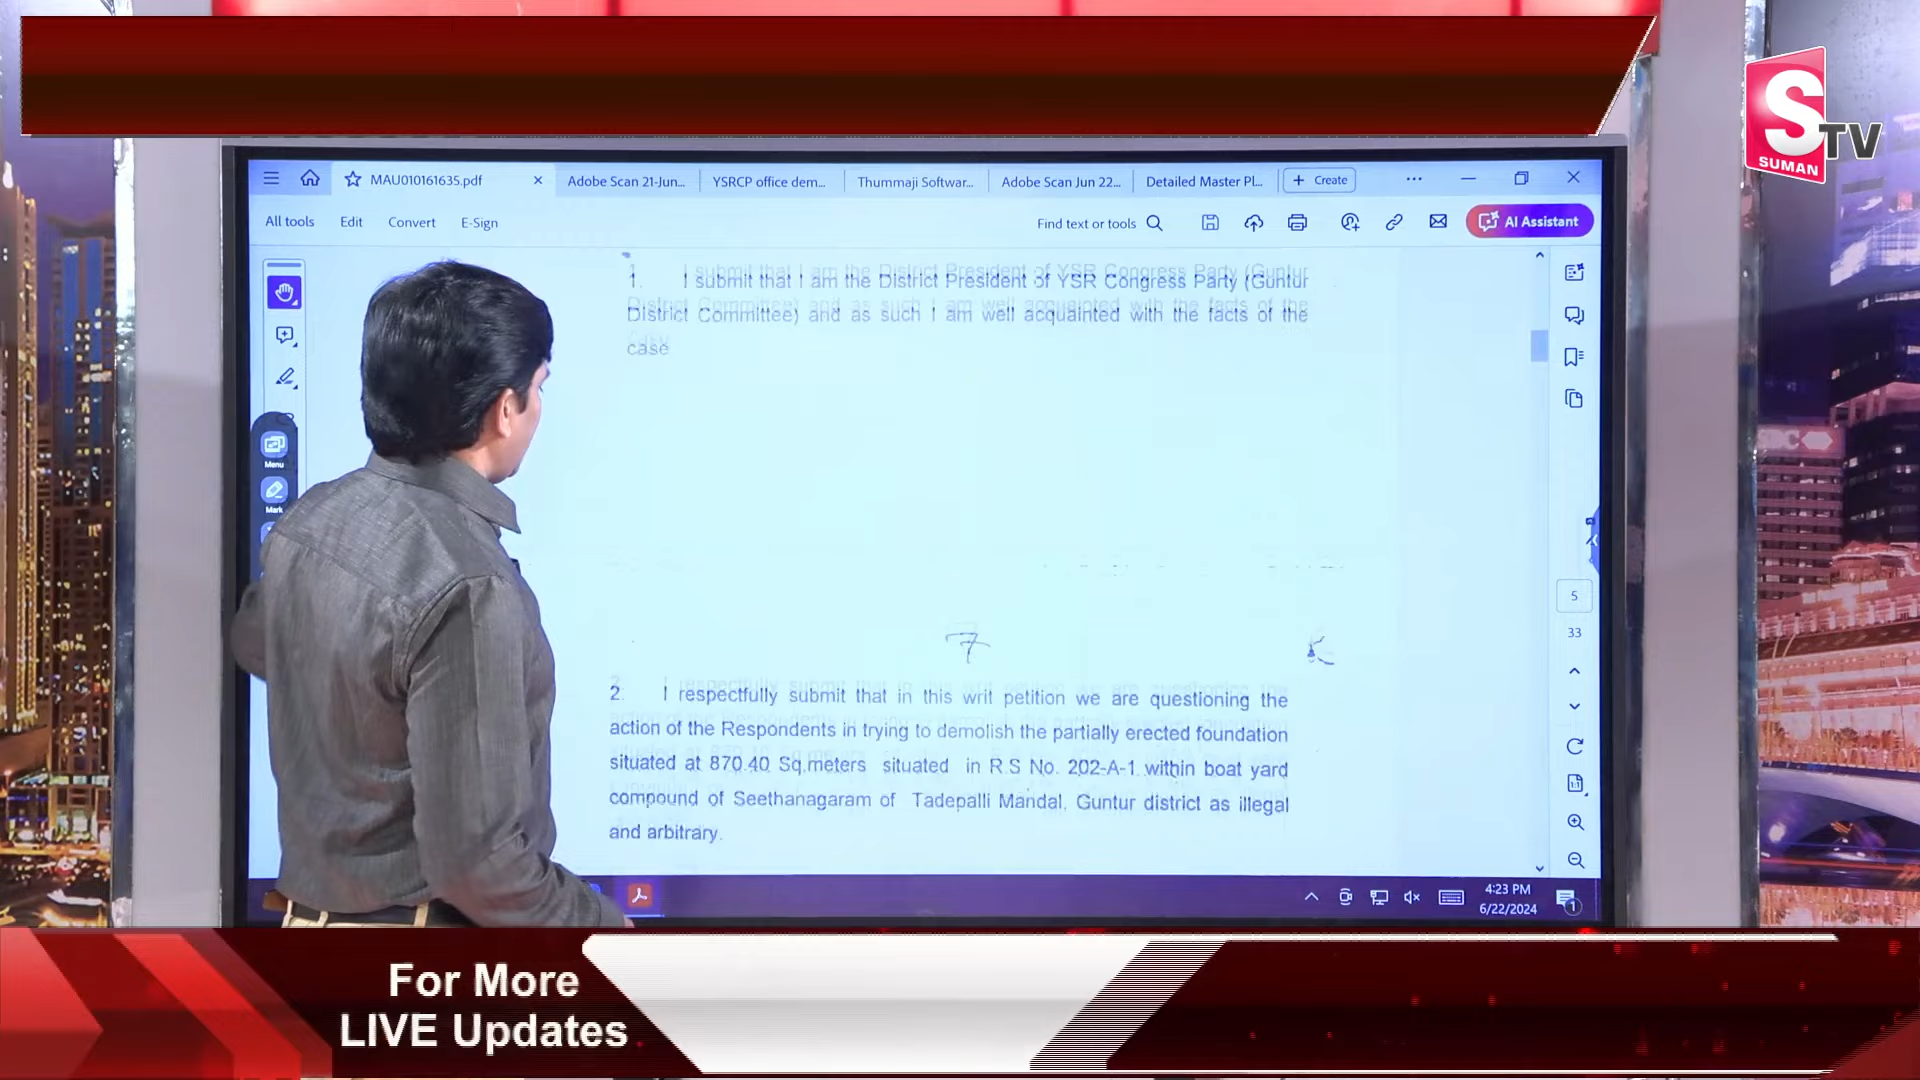 S
TV
SUMAN
MAU010161635.pdf
Adobe Scan 21-Jun...
YSRCP office dem...
Thummaji Softwar...
Adobe Scan Jun 22...
Detailed Master Pl...
+ Create
All tools
Edit
Convert
E-Sign
Find text or tools
AI Assistant
1. I submit that I am the District President of YSR Congress Party (Guntur
District Committee) and as such I am well acquainted with the facts of the
case
Menu
Mark
5
33
7
2. I respectfully submit that in this writ petition we are questioning the
action of the Respondents in trying to demolish the partially erected foundation
situated at 870.40 Sq.meters situated in R.S No. 202-A-1 within boat yard
compound of Seethanagaram of Tadepalli Mandal, Guntur district as illegal
and arbitrary.
4:23 PM
6/22/2024
1
For More
LIVE Updates